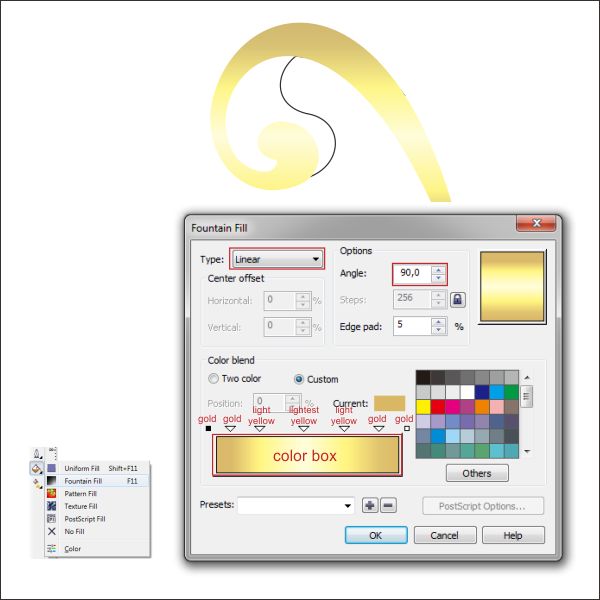 Fountain Fill
Type: Linear
Center offset
Horizontal: 0 %
Vertical: 0 %
Options
Angle: 90,0
Steps: 256
Edge pad: 5 %
Color blend
Two color Custom
Position: 0 % Current:
gold gold light yellow lightest yellow light yellow gold gold
color box
Others
Presets:
PostScript Options...
OK Cancel Help
Uniform Fill Shift+F11
Fountain Fill F11
Pattern Fill
Texture Fill
PostScript Fill
No Fill
Color